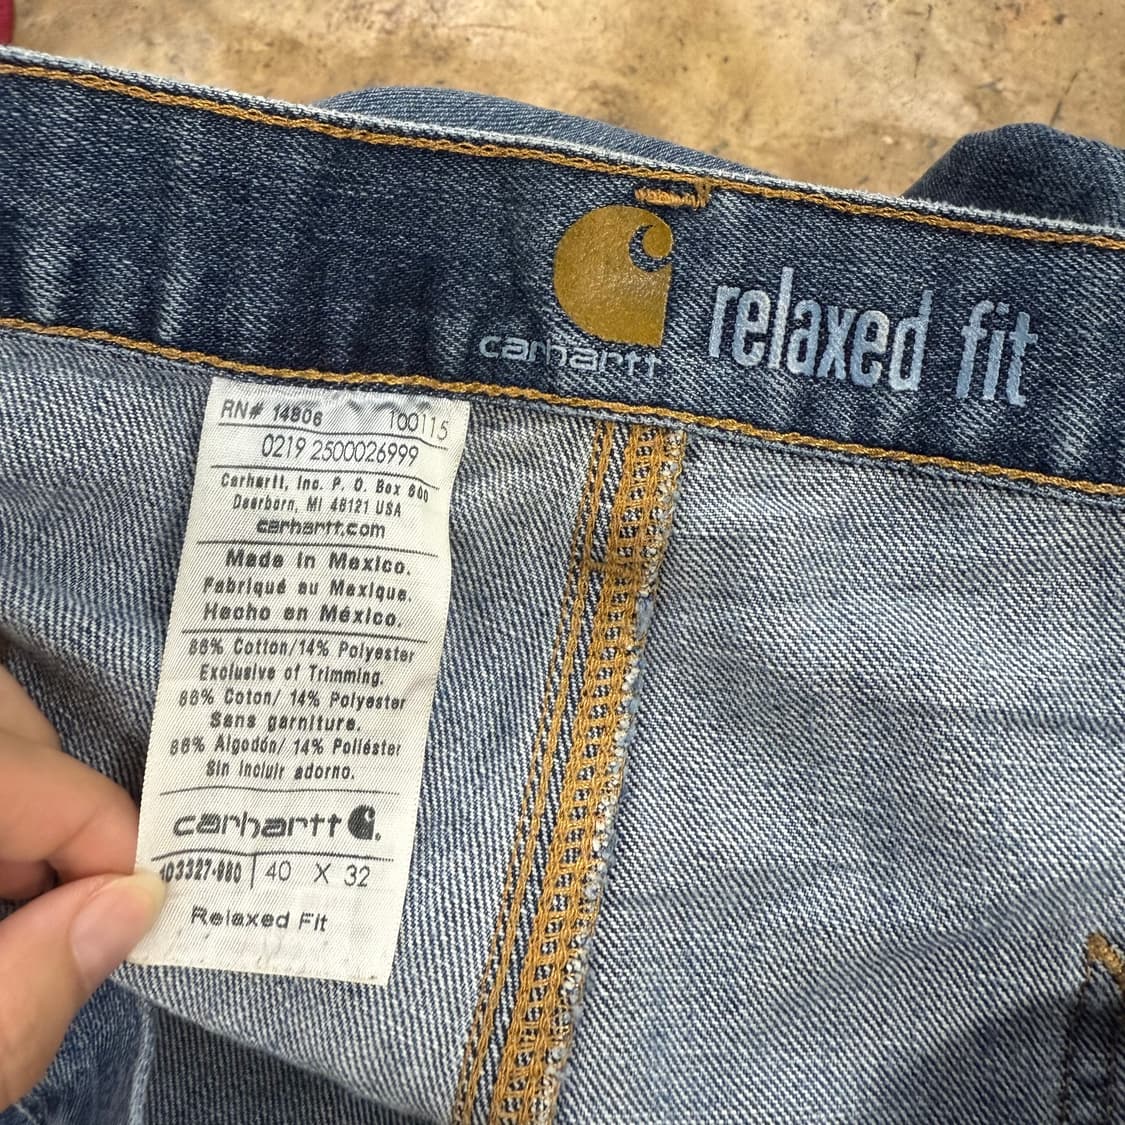 carhartt
relaxed fit
RN# 14806 100115
0219 2500026999
Carhartt, Inc. P. O. Box 600
Dearborn, MI 48121 USA
carhartt.com
Made in Mexico.
Fabriqué au Mexique.
Hecho en México.
86% Cotton/14% Polyester
Exclusive of Trimming.
86% Coton/ 14% Polyester
Sans garniture.
86% Algodón/ 14% Poliéster
Sin incluir adorno.
carhartt
103327-980 40 X 32
Relaxed Fit